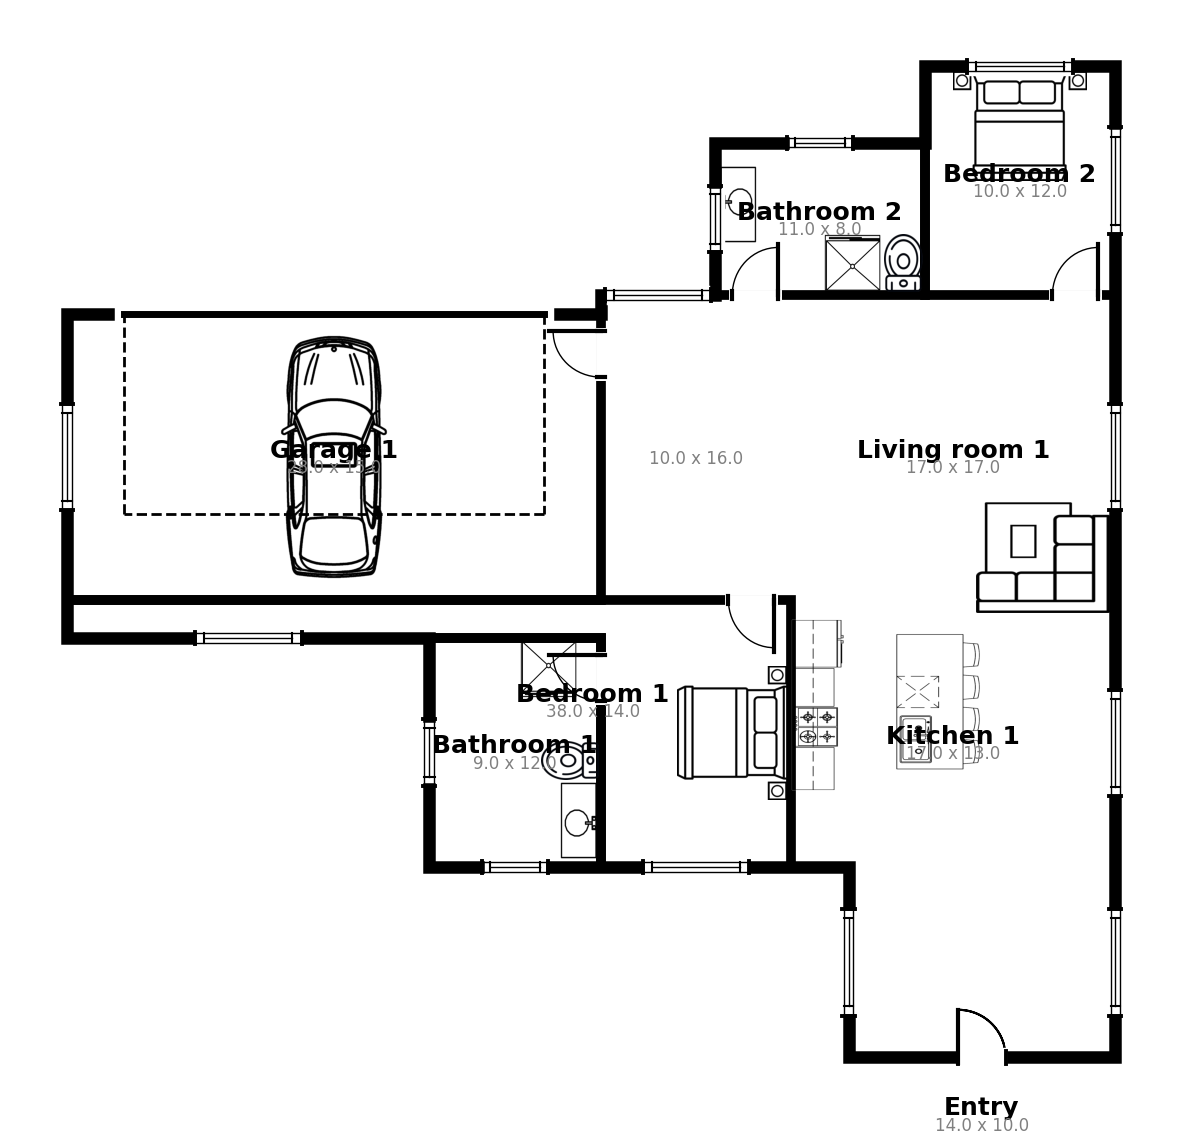 Bedroom 2
10.0 x 12.0
Bathroom 2
11.0 x 8.0
Garage 1
28.0 x 15.0
10.0 x 16.0
Living room 1
17.0 x 17.0
Bedroom 1
38.0 x 14.0
Bathroom 1
9.0 x 12.0
Kitchen 1
17.0 x 13.0
Entry
14.0 x 10.0